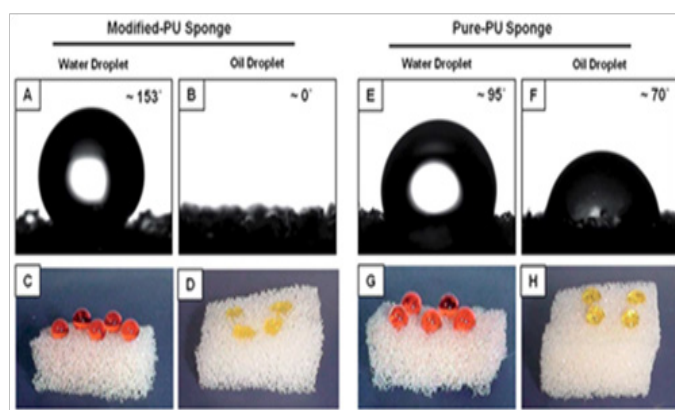 Modified-PU Sponge
Pure-PU Sponge
Water Droplet
Oil Droplet
Water Droplet
Oil Droplet
A
~ 153°
B
~ 0°
E
~ 95°
F
~ 70°
C
D
G
H